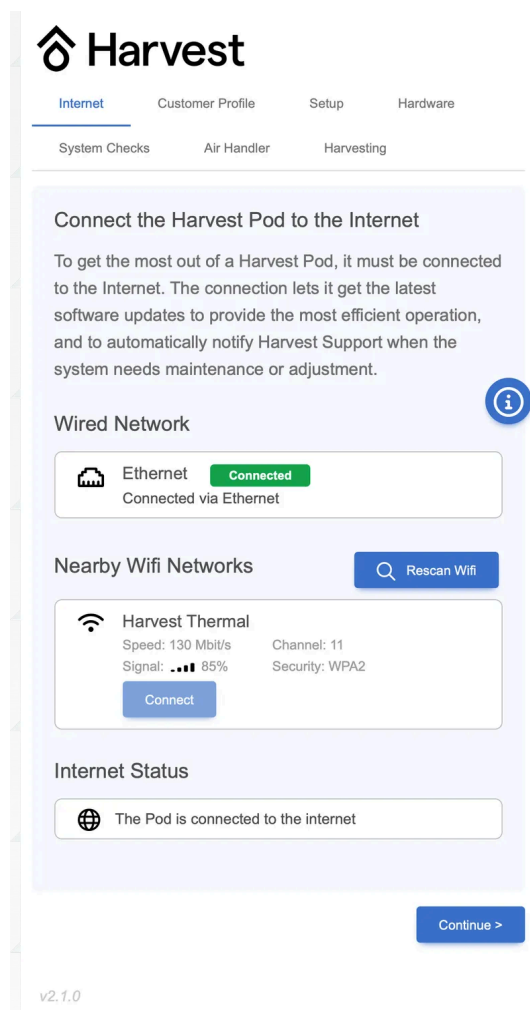 Harvest
Internet Customer Profile Setup Hardware
System Checks Air Handler Harvesting
Connect the Harvest Pod to the Internet
To get the most out of a Harvest Pod, it must be connected
to the Internet. The connection lets it get the latest
software updates to provide the most efficient operation,
and to automatically notify Harvest Support when the
system needs maintenance or adjustment.
Wired Network
Ethernet Connected
Connected via Ethernet
Nearby Wifi Networks Rescan Wifi
Harvest Thermal
Speed: 130 Mbit/s Channel: 11
Signal: 85% Security: WPA2
Connect
Internet Status
The Pod is connected to the internet
Continue >
v2.1.0